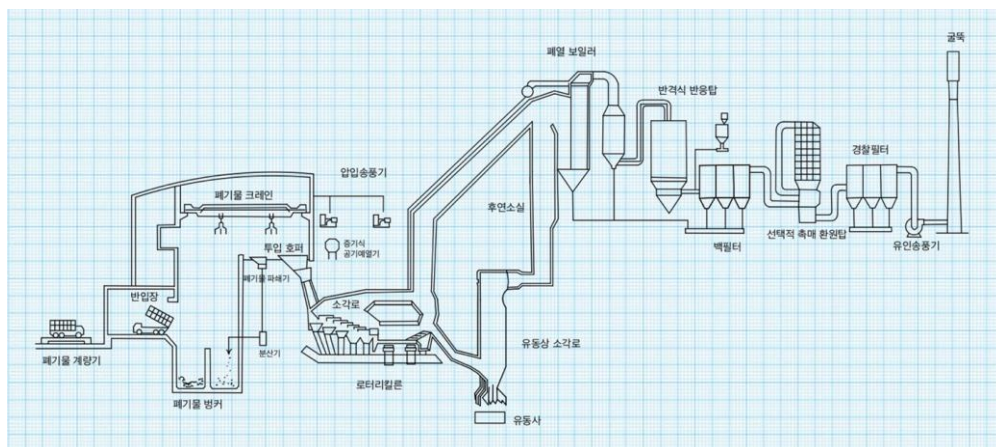 굴뚝
폐열 보일러
반격식 반응탑
경찰필터
압입송풍기
폐기물 크레인
후연소실
투입 호퍼
증기식
공기예열기
백필터
선택적 촉매 환원탑
유인송풍기
폐기물 파쇄기
반입장
소각로
유동상 소각로
분산기
폐기물 계량기
로터리킬른
폐기물 벙커
유동사